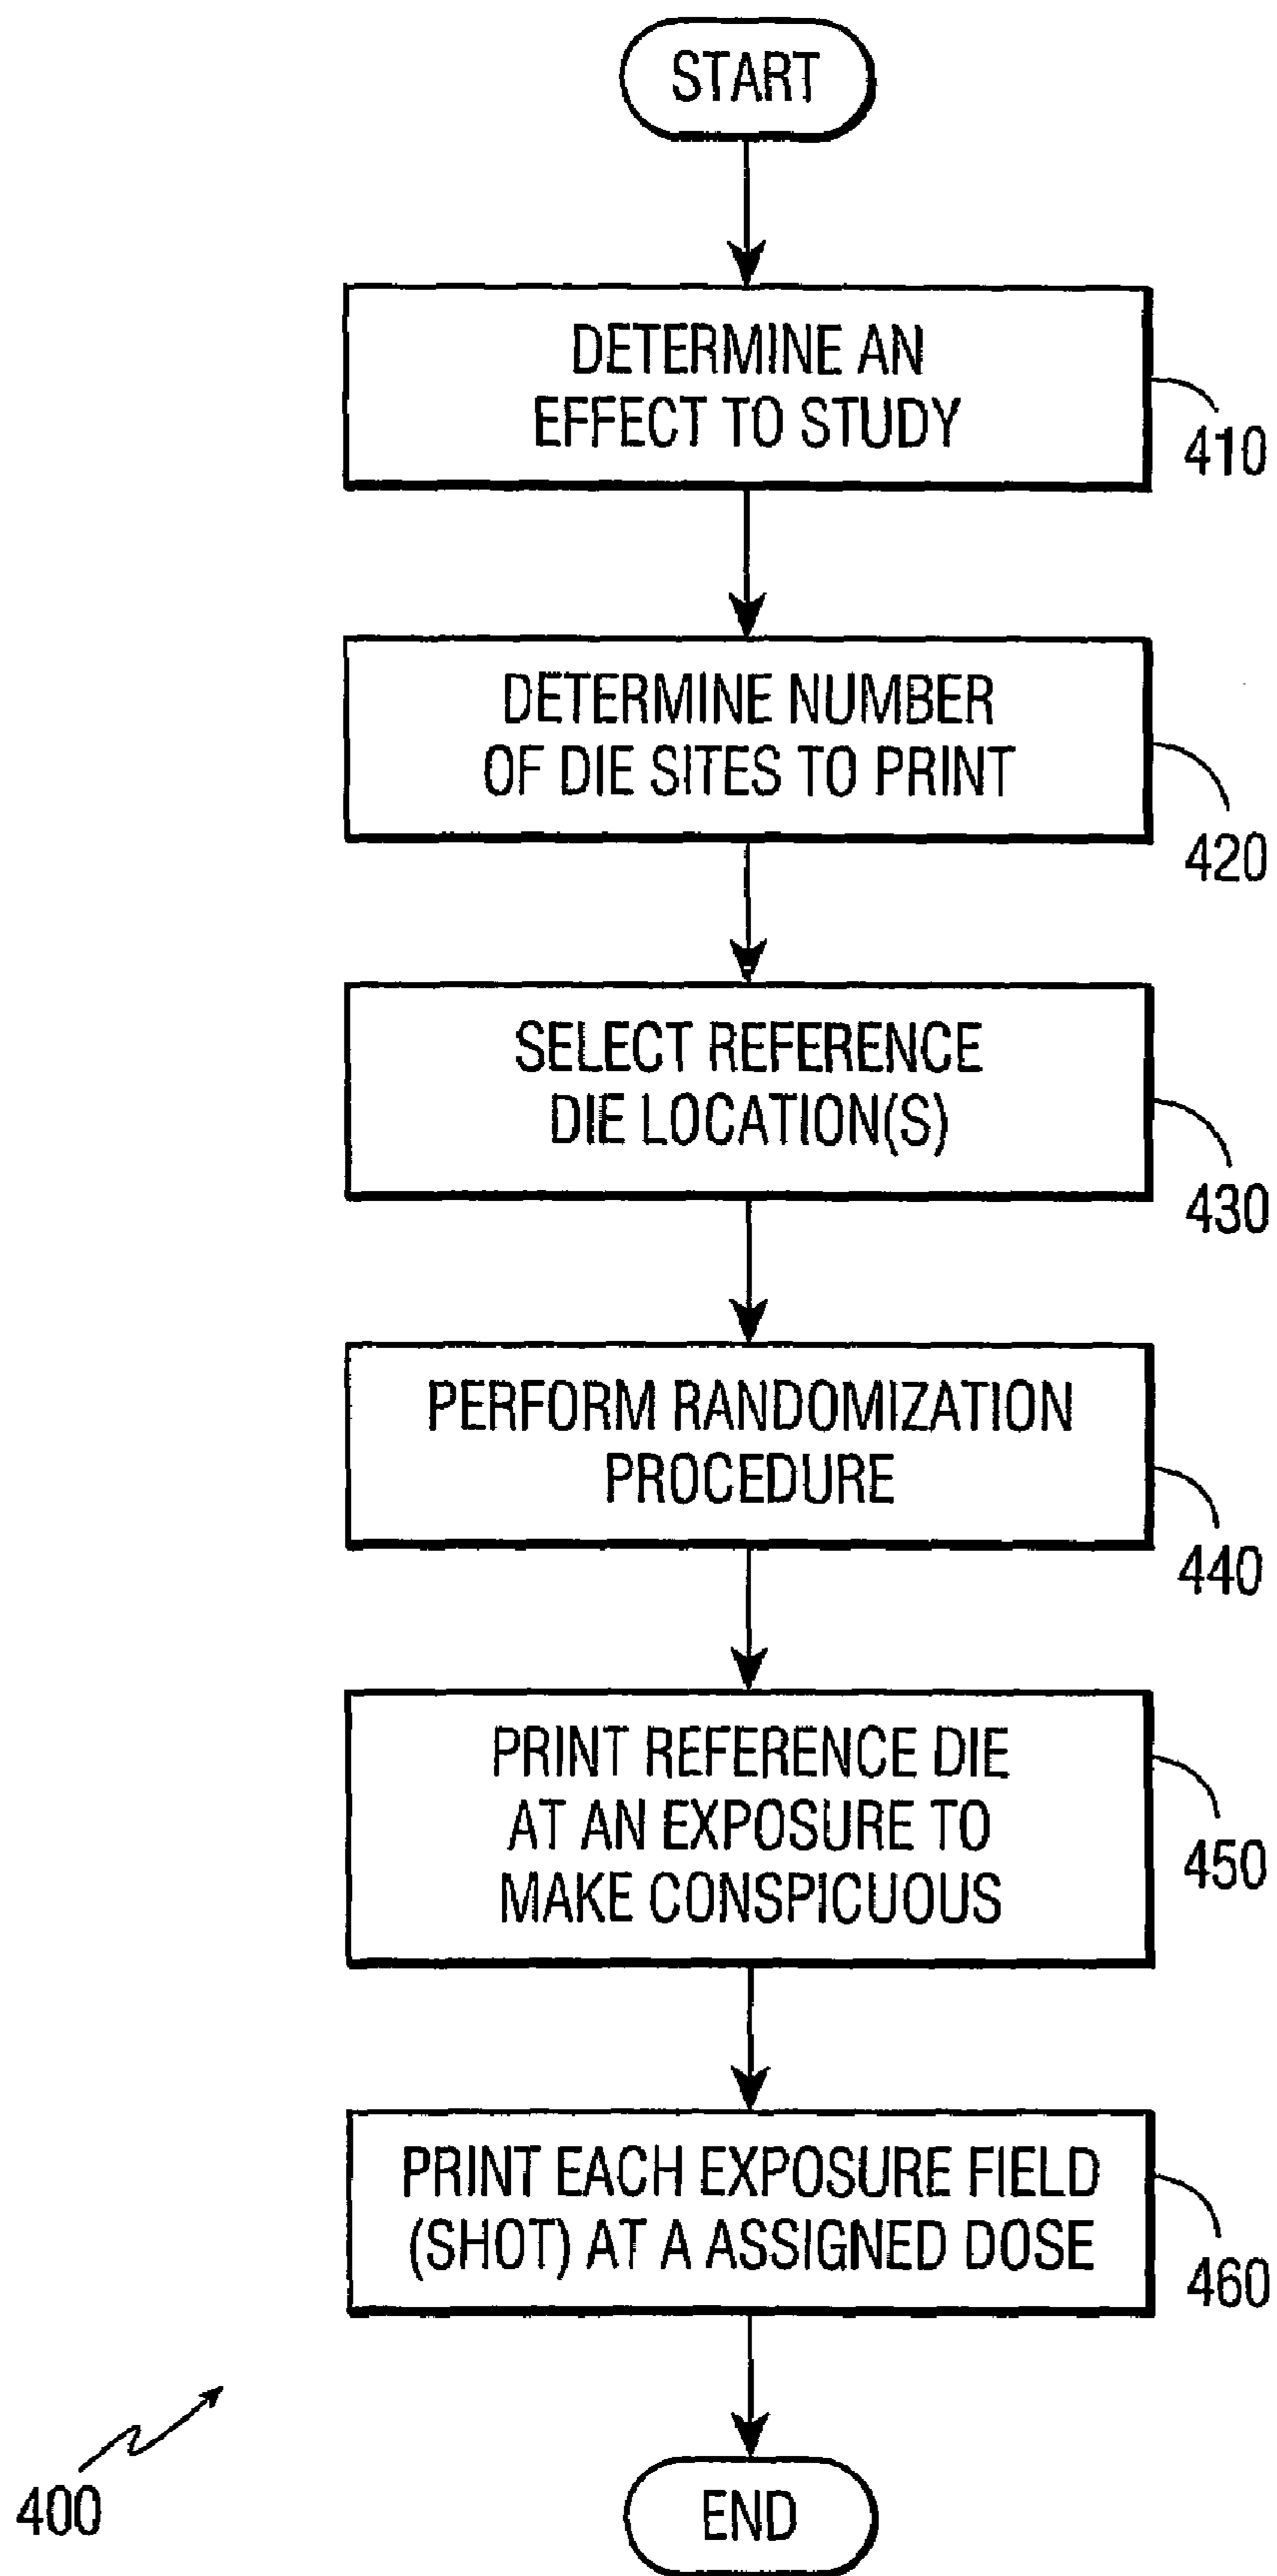 START
DETERMINE AN
EFFECT TO STUDY
410
DETERMINE NUMBER
OF DIE SITES TO PRINT
420
SELECT REFERENCE
DIE LOCATION(S)
430
PERFORM RANDOMIZATION
PROCEDURE
440
PRINT REFERENCE DIE
AT AN EXPOSURE TO
MAKE CONSPICUOUS
450
PRINT EACH EXPOSURE FIELD
(SHOT) AT A ASSIGNED DOSE
460
400
END